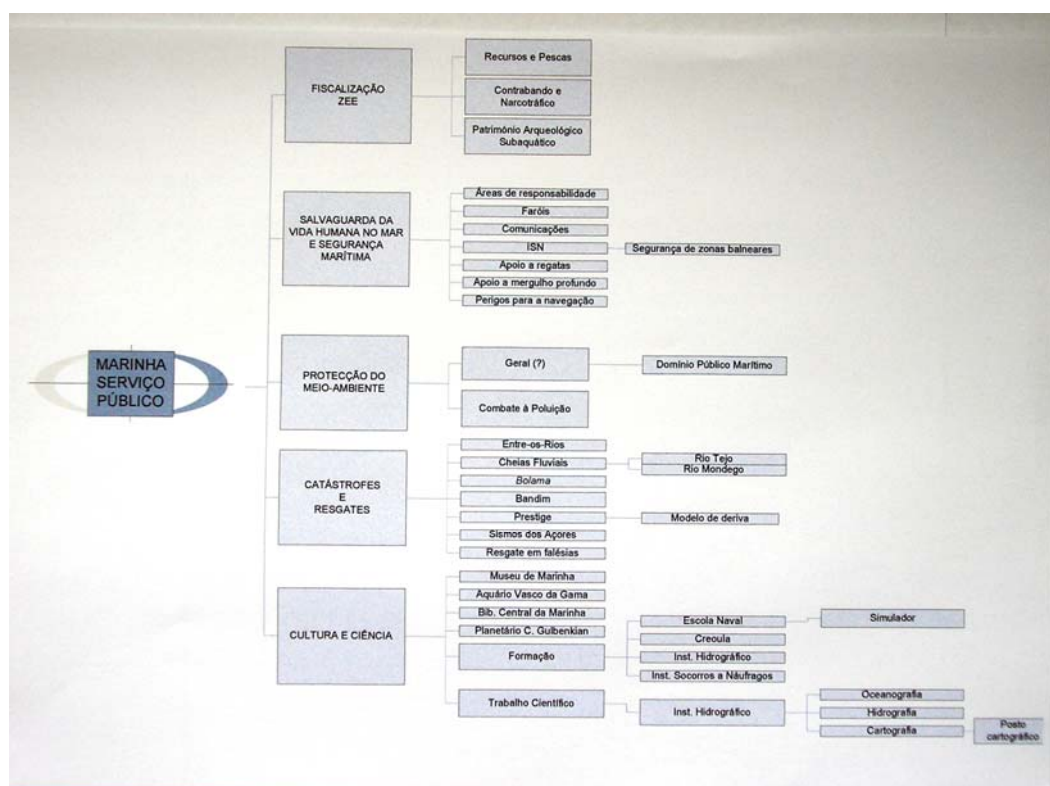 MARINHA
SERVIÇO
PÚBLICO
FISCALIZAÇÃO
ZEE
Recursos e Pescas
Contrabando e
Narcotráfico
Património Arqueológico
Subaquático
SALVAGUARDA DA
VIDA HUMANA NO MAR
E SEGURANÇA
MARÍTIMA
Áreas de responsabilidade
Faróis
Comunicações
ISN
Segurança de zonas balneares
Apoio a regatas
Apoio a mergulho profundo
Perigos para a navegação
PROTECÇÃO DO
MEIO-AMBIENTE
Geral (?)
Domínio Público Marítimo
Combate à Poluição
CATÁSTROFES
E
RESGATES
Entre-os-Rios
Cheias Fluviais
Rio Tejo
Rio Mondego
Bolama
Bandim
Prestige
Modelo de deriva
Sismos dos Açores
Resgate em falésias
CULTURA E CIÊNCIA
Museu de Marinha
Aquário Vasco da Gama
Bib. Central da Marinha
Planetário C. Gulbenkian
Formação
Escola Naval
Simulador
Creoula
Inst. Hidrográfico
Inst. Socorros a Náufragos
Trabalho Científico
Inst. Hidrográfico
Oceanografia
Hidrografia
Cartografia
Posto
cartográfico